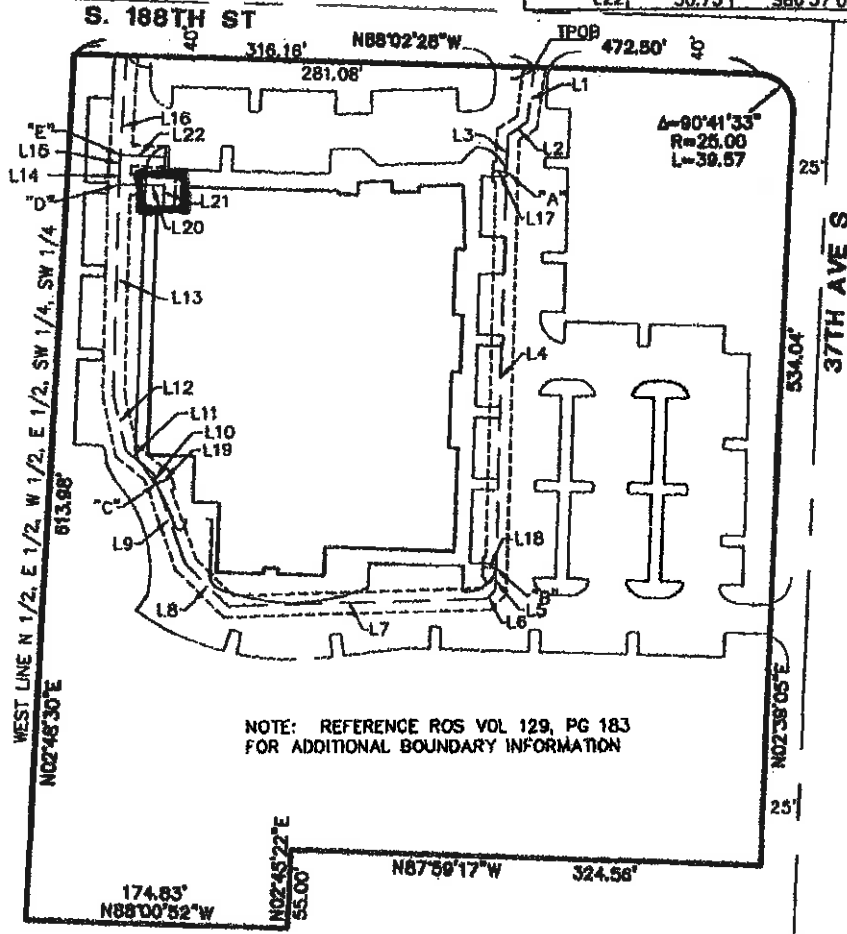 L22 50.75'
S. 188TH ST
40'
316.16'
N88°02'28"W
TPOB
472.50'
40'
281.08'
L1
L16
L22
"E"
L15
L14
"D"
L3
L2
Δ=90°41'33"
R=25.00
L=39.57
25'
"A"
L17
L21
L20
37TH AVE S
L13
L4
534.04'
L12
L11
L10
L19
"C"
L9
WEST LINE N 1/2, E 1/2, W 1/2, E 1/2, SW 1/4, SW 1/4
613.98'
L18
"B"
L5
L6
L8
L7
N02°48'30"E
NOTE: REFERENCE ROS VOL 129, PG 183
FOR ADDITIONAL BOUNDARY INFORMATION
N02°38'05"E
25'
N02°45'22"E
55.00'
N87°59'17"W
324.56'
174.83'
N88°00'52"W